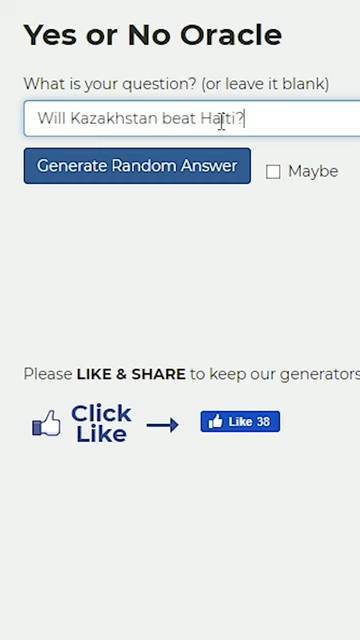 Yes or No Oracle
What is your question? (or leave it blank)
Will Kazakhstan beat Haiti?
Generate Random Answer
Maybe
Please LIKE & SHARE to keep our generators
Click
Like
Like 38